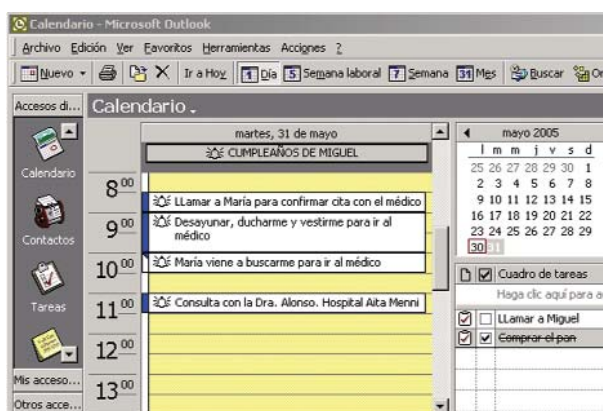 Calendario - Microsoft Outlook
Archivo Edición Ver Favoritos Herramientas Acciones ?
Nuevo Ir a Hoy 1 Día 5 Semana laboral 7 Semana 31 Mes Buscar Or
Accesos di... Calendario .
Calendario
Contactos
Tareas
Mis acceso...
Otros acce...
martes, 31 de mayo
CUMPLEAÑOS DE MIGUEL
8 00
LLamar a María para confirmar cita con el médico
9 00 Desayunar, ducharme y vestirme para ir al
médico
10 00 María viene a buscarme para ir al médico
11 00 Consulta con la Dra. Alonso. Hospital Aita Menni
12 00
13 00
mayo 2005
l m m j v s d
25 26 27 28 29 30 1
2 3 4 5 6 7 8
9 10 11 12 13 14 15
16 17 18 19 20 21 22
23 24 25 26 27 28 29
30 31
Cuadro de tareas
Haga clic aquí para a
LLamar a Miguel
Comprar el pan